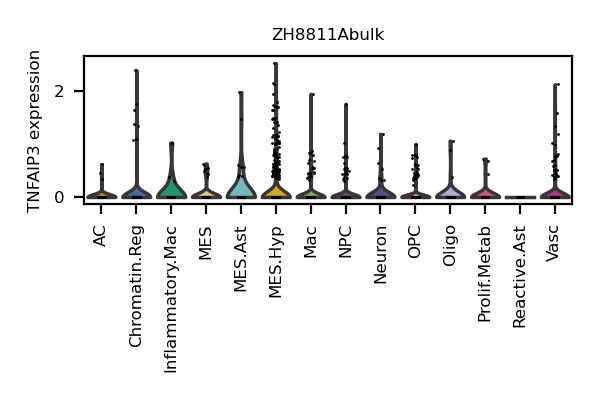 ZH8811Abulk
TNFAIP3 expression
2
0
AC
Chromatin.Reg
Inflammatory.Mac
MES
MES.Ast
MES.Hyp
Mac
NPC
Neuron
OPC
Oligo
Prolif.Metab
Reactive.Ast
Vasc